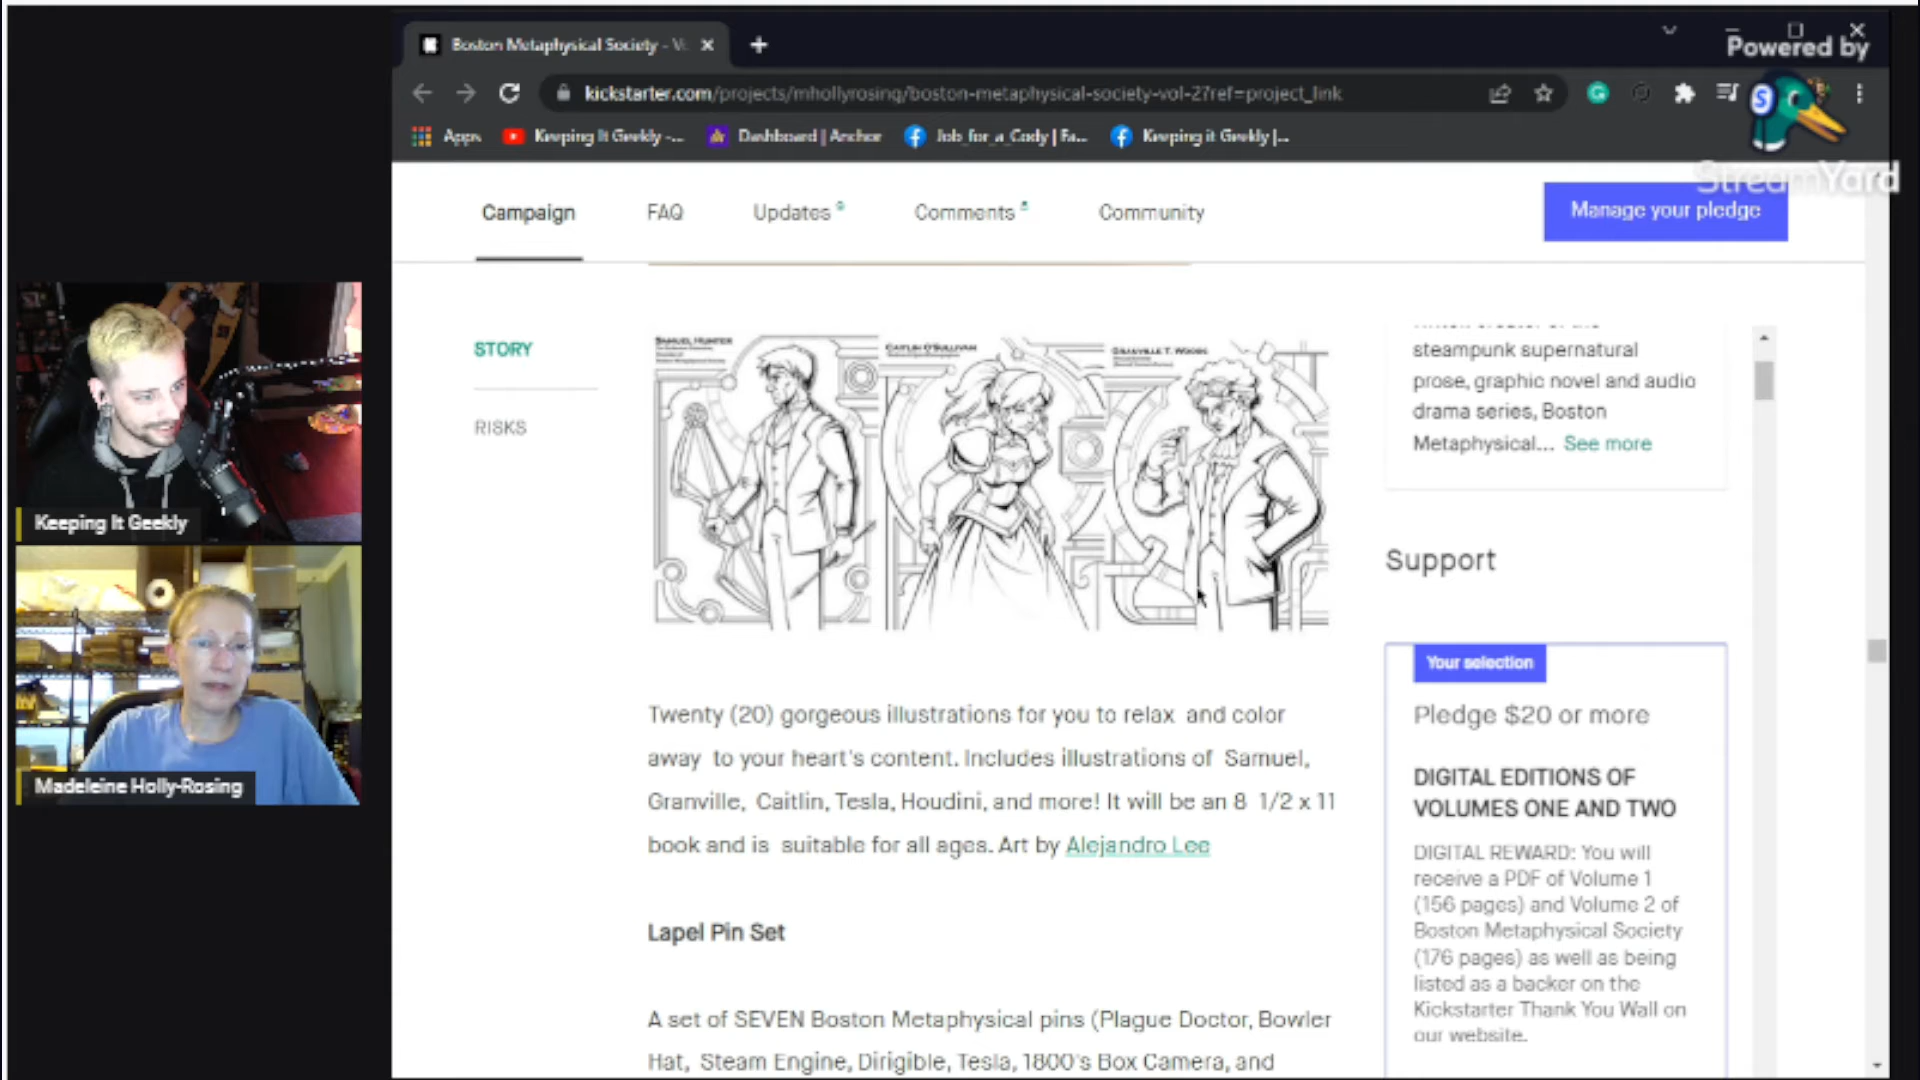 Boston Metaphysical Society - V
Powered by
kickstarter.com/projects/mhollyrosing/boston-metaphysical-society-vol-2?ref=project_link
Apps
Keeping It Geekly -...
Dashboard | Anchor
Job_for_a_Cody | Fa...
Keeping it Geekly |...
StreamYard
Campaign
FAQ
Updates 9
Comments
Community
Manage your pledge
STORY
RISKS
SAMUEL HUNTER
CAITLIN O'SULLIVAN
GRANVILLE T. WOODS
steampunk supernatural
prose, graphic novel and audio
drama series, Boston
Metaphysical... See more
Support
Keeping It Geekly
Madeleine Holly-Rosing
Twenty (20) gorgeous illustrations for you to relax and color
away to your heart's content. Includes illustrations of Samuel,
Granville, Caitlin, Tesla, Houdini, and more! It will be an 8 1/2 x 11
book and is suitable for all ages. Art by Alejandro Lee
Lapel Pin Set
A set of SEVEN Boston Metaphysical pins (Plague Doctor, Bowler
Hat, Steam Engine, Dirigible, Tesla, 1800's Box Camera, and
Your selection
Pledge $20 or more
DIGITAL EDITIONS OF
VOLUMES ONE AND TWO
DIGITAL REWARD: You will
receive a PDF of Volume 1
(156 pages) and Volume 2 of
Boston Metaphysical Society
(176 pages) as well as being
listed as a backer on the
Kickstarter Thank You Wall on
our website.